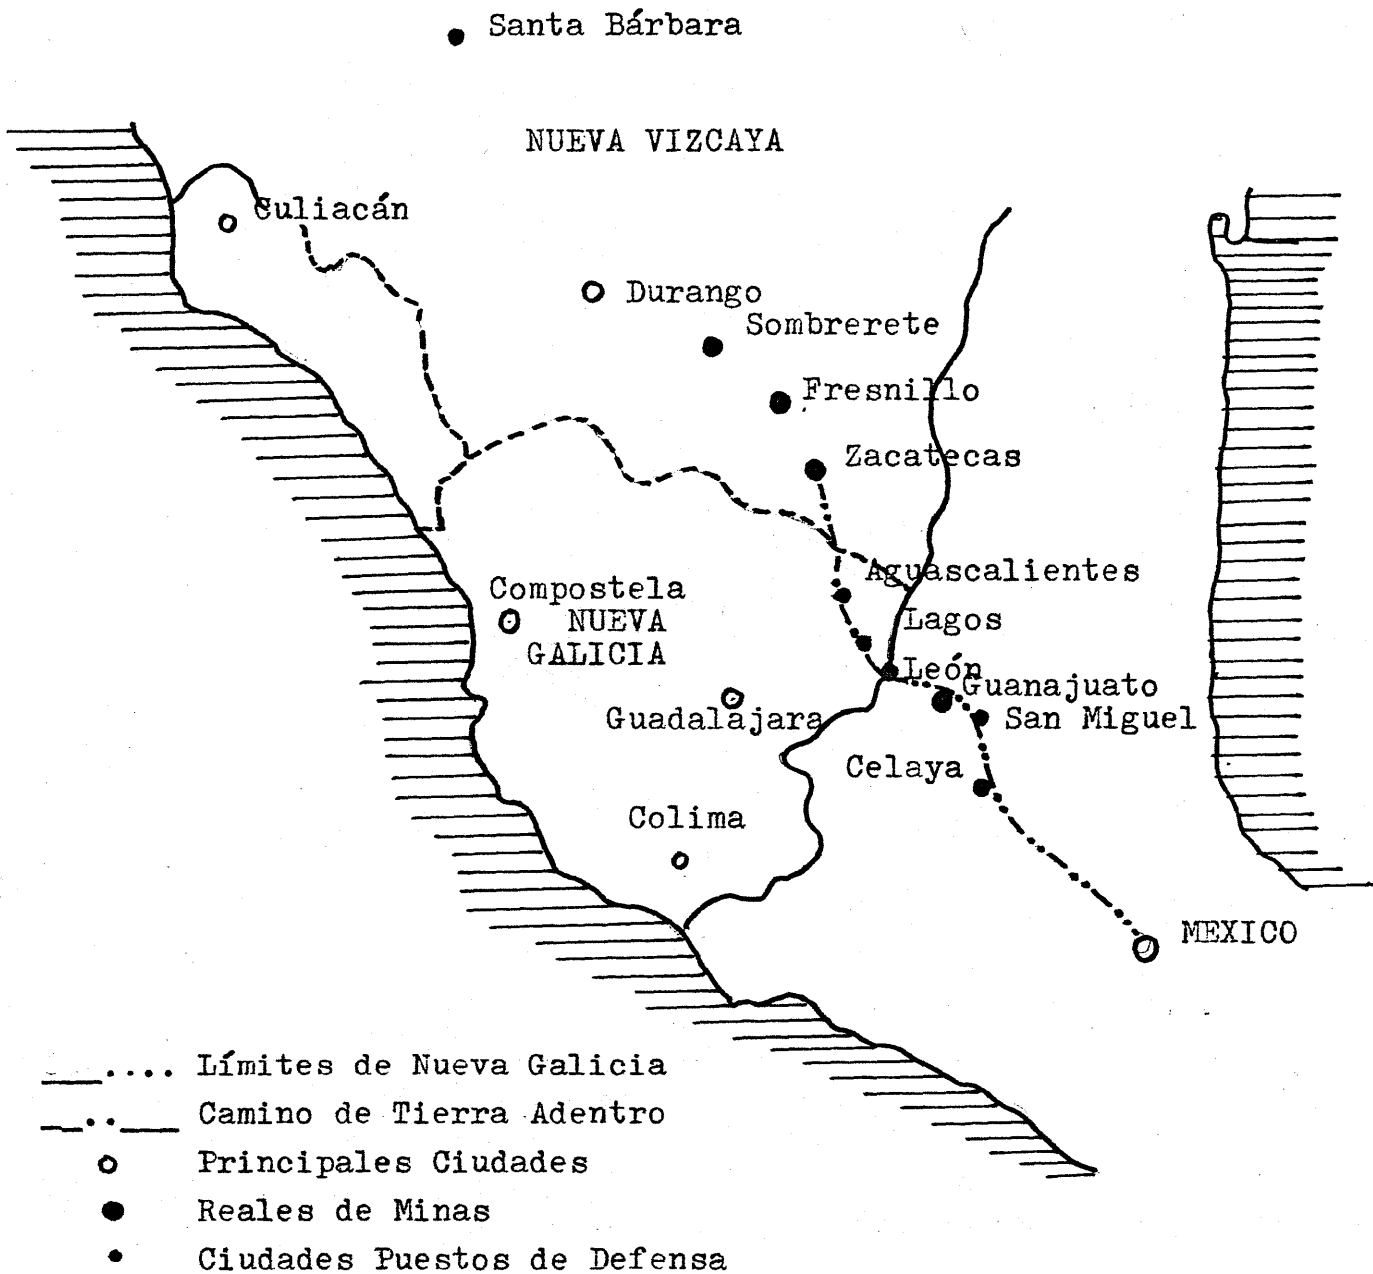 Santa Bárbara
NUEVA VIZCAYA
Culiacán
Durango
Sombrerete
Fresnillo
Zacatecas
Aguascalientes
Compostela
NUEVA
GALICIA
Lagos
León
Guanajuato
Guadalajara
San Miguel
Celaya
Colima
MEXICO
Límites de Nueva Galicia
Camino de Tierra Adentro
Principales Ciudades
Reales de Minas
Ciudades Puestos de Defensa